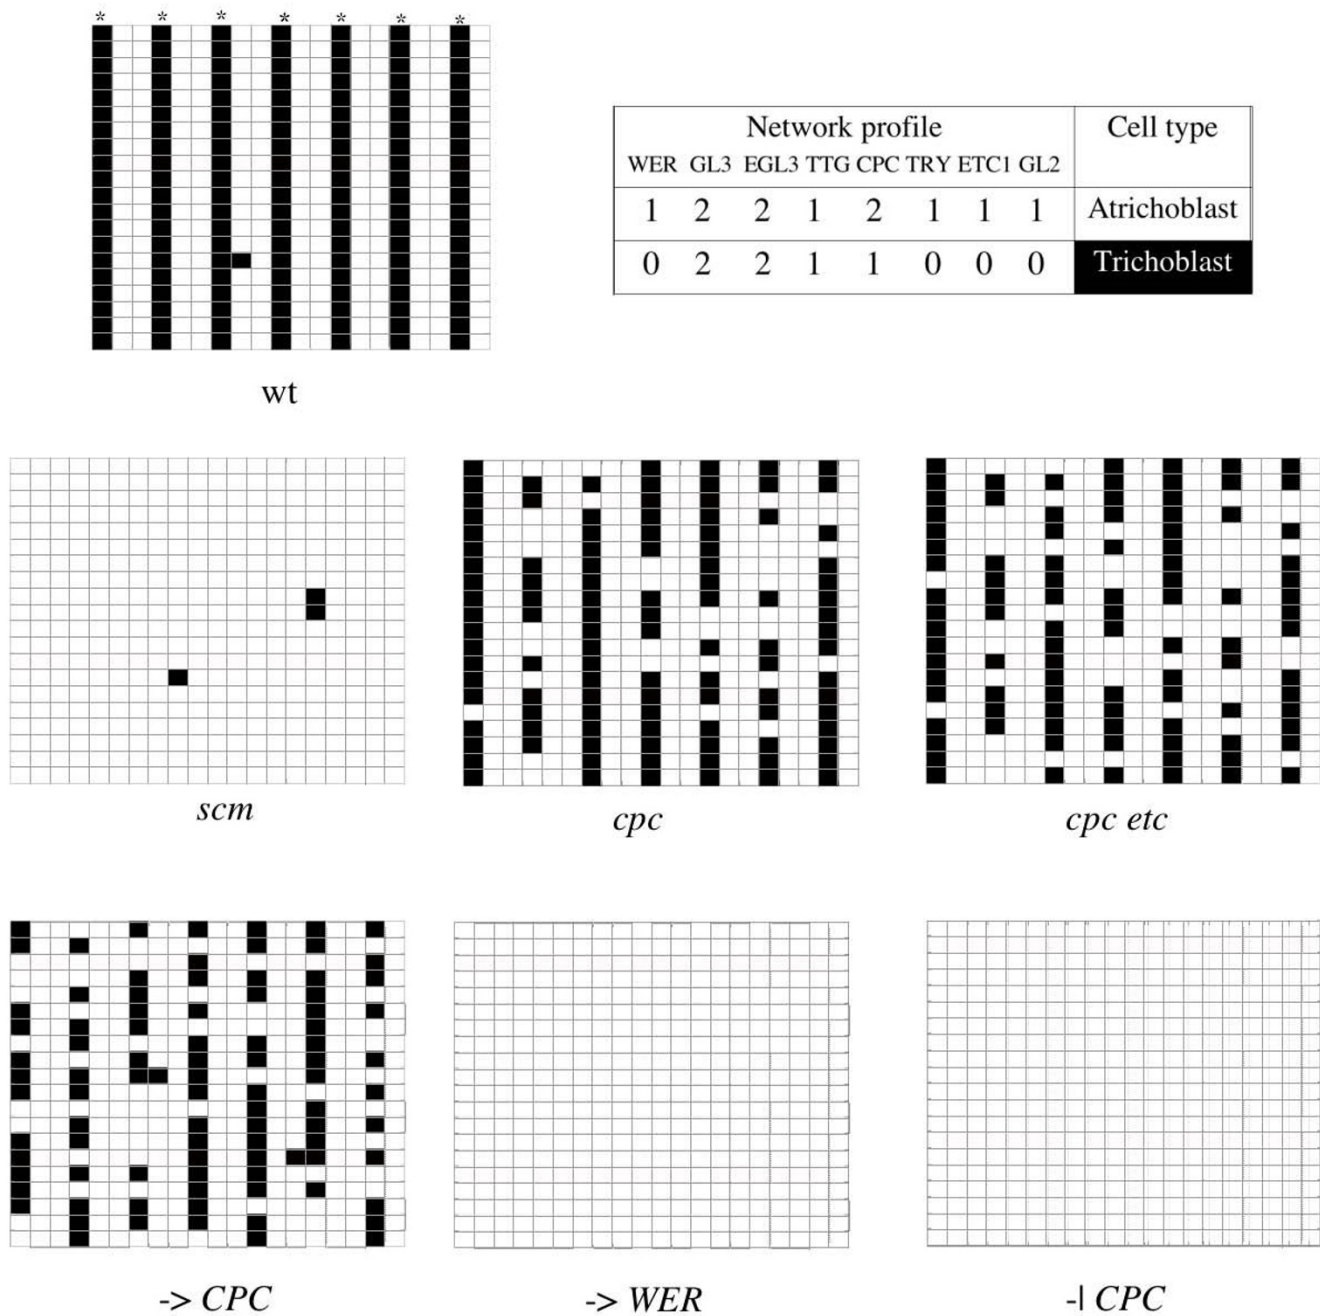 * * * * * * *
Network profile Cell type
WER GL3 EGL3 TTG CPC TRY ETC1 GL2
1 2 2 1 2 1 1 1 Atrichoblast
0 2 2 1 1 0 0 0 Trichoblast
wt
scm cpc cpc etc
-> CPC -> WER -| CPC